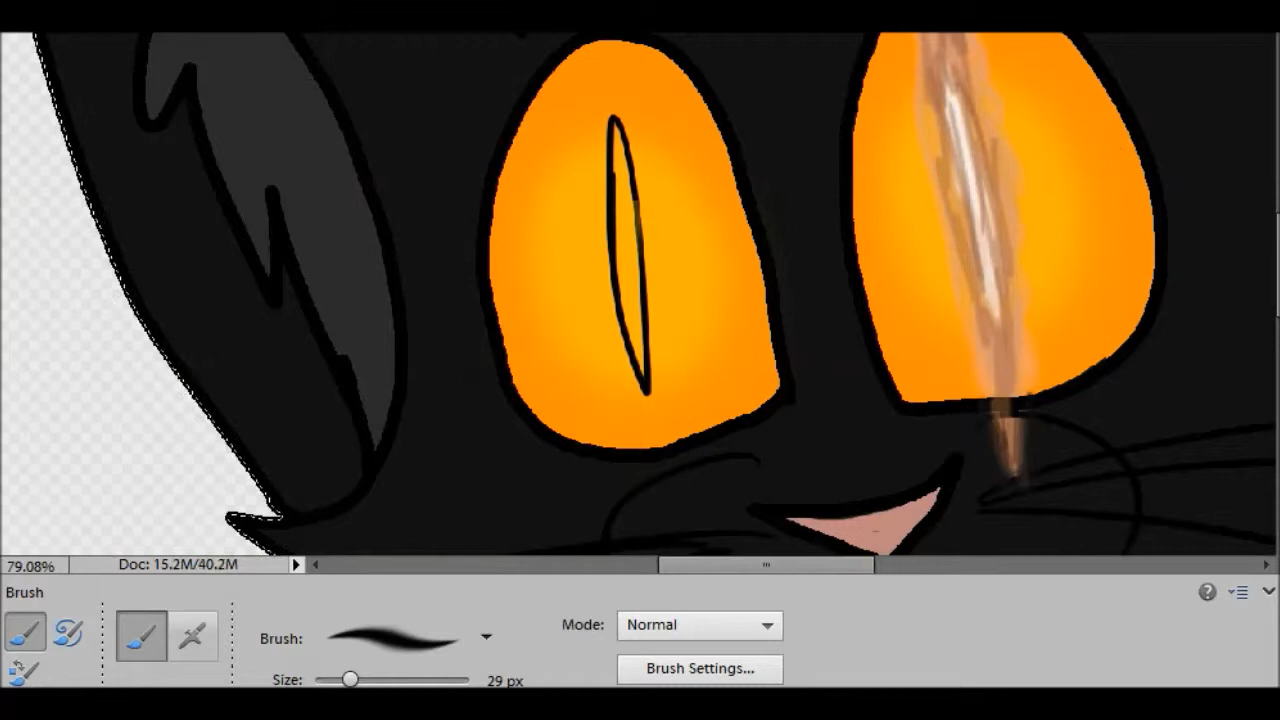 79.08%
Doc: 15.2M/40.2M
Brush
Brush:
Mode:
Normal
Brush Settings...
Size:
29 px